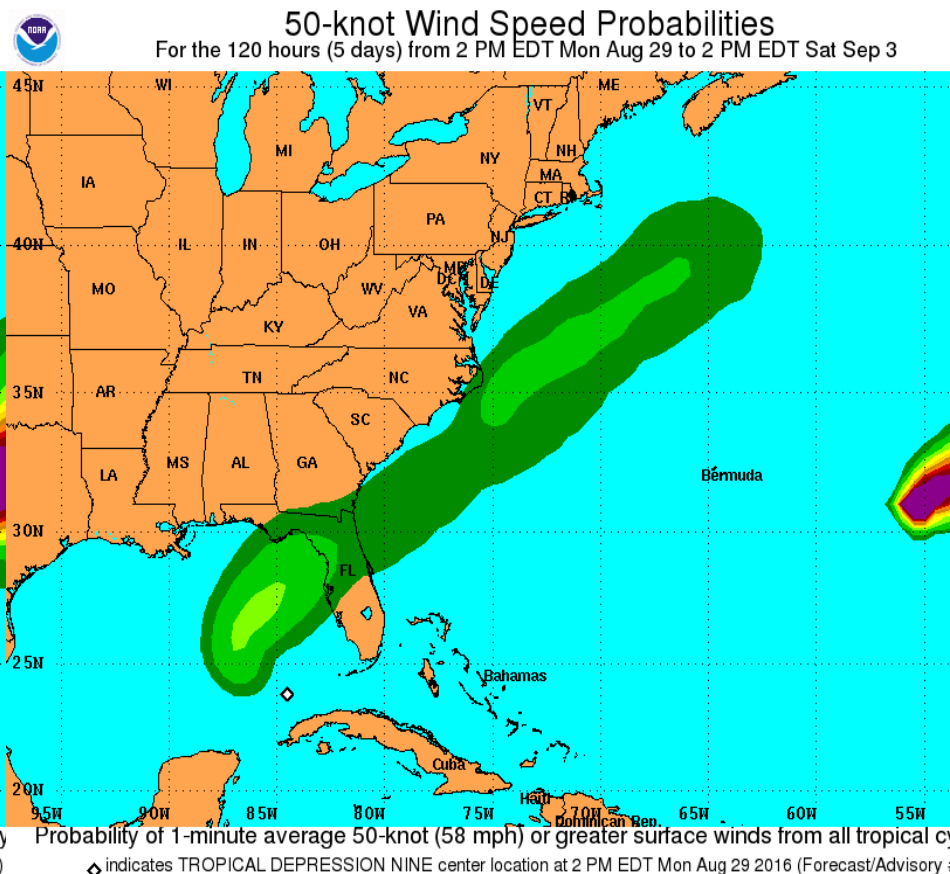 50-knot Wind Speed Probabilities
NOAA
For the 120 hours (5 days) from 2 PM EDT Mon Aug 29 to 2 PM EDT Sat Sep 3
45N WI ME
VT
MI NY NH
MA
IA CT R
PA
40N IL IN OH NJ
MD
DC DE
MO WV
VA
KY
TN NC
AR 35N
SC
LA MS AL GA
Bermuda
30N
FL
25N
Bahamas
Cuba
20N
Haiti
95W 90W 85W 80W 75W 70W 65W 60W 55W
Dominican Rep.
y Probability of 1-minute average 50-knot (58 mph) or greater surface winds from all tropical cy
) indicates TROPICAL DEPRESSION NINE center location at 2 PM EDT Mon Aug 29 2016 (Forecast/Advisory